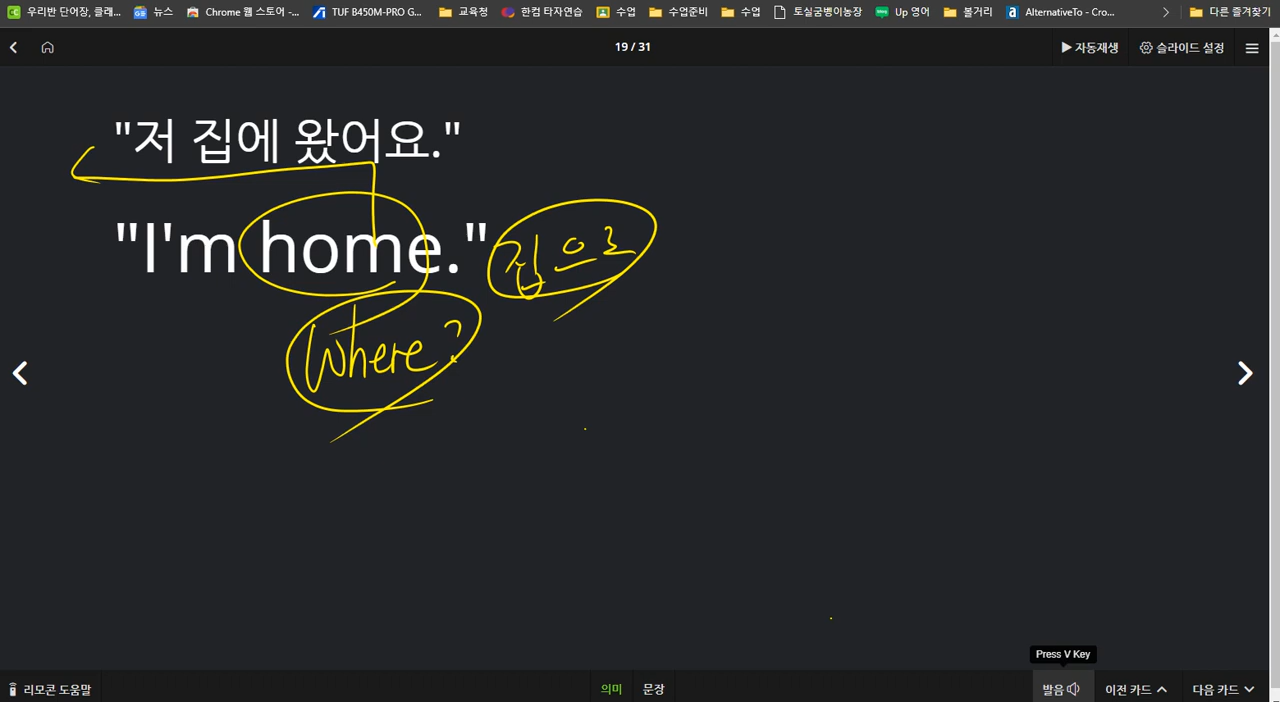 우리반 단어장, 클래... 뉴스 Chrome 웹 스토어 -... TUF B450M-PRO G... 교육청 한컴 타자연습 수업 수업준비 수업 토실궁뱅이농장 Up 영어 볼거리 AlternativeTo - Cro... 다른 즐겨찾기
19 / 31 자동재생 슬라이드 설정
"저 집에 왔어요."
"I'm home." 집으로
Where?
Press V Key
리모콘 도움말 의미 문장 발음 이전 카드 다음 카드